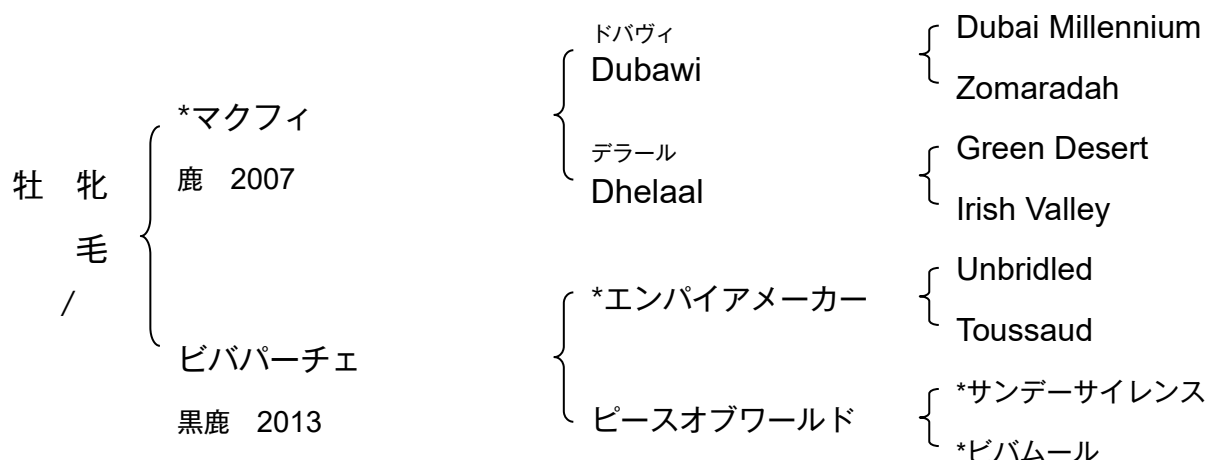 牡 牝
毛
/
*マクフィ
鹿 2007
ビバパーチェ
黒鹿 2013
ドバヴィ
Dubawi
デラール
Dhelaal
*エンパイアメーカー
ピースオブワールド
Dubai Millennium
Zomaradah
Green Desert
Irish Valley
Unbridled
Toussaud
*サンデーサイレンス
*ビバムール